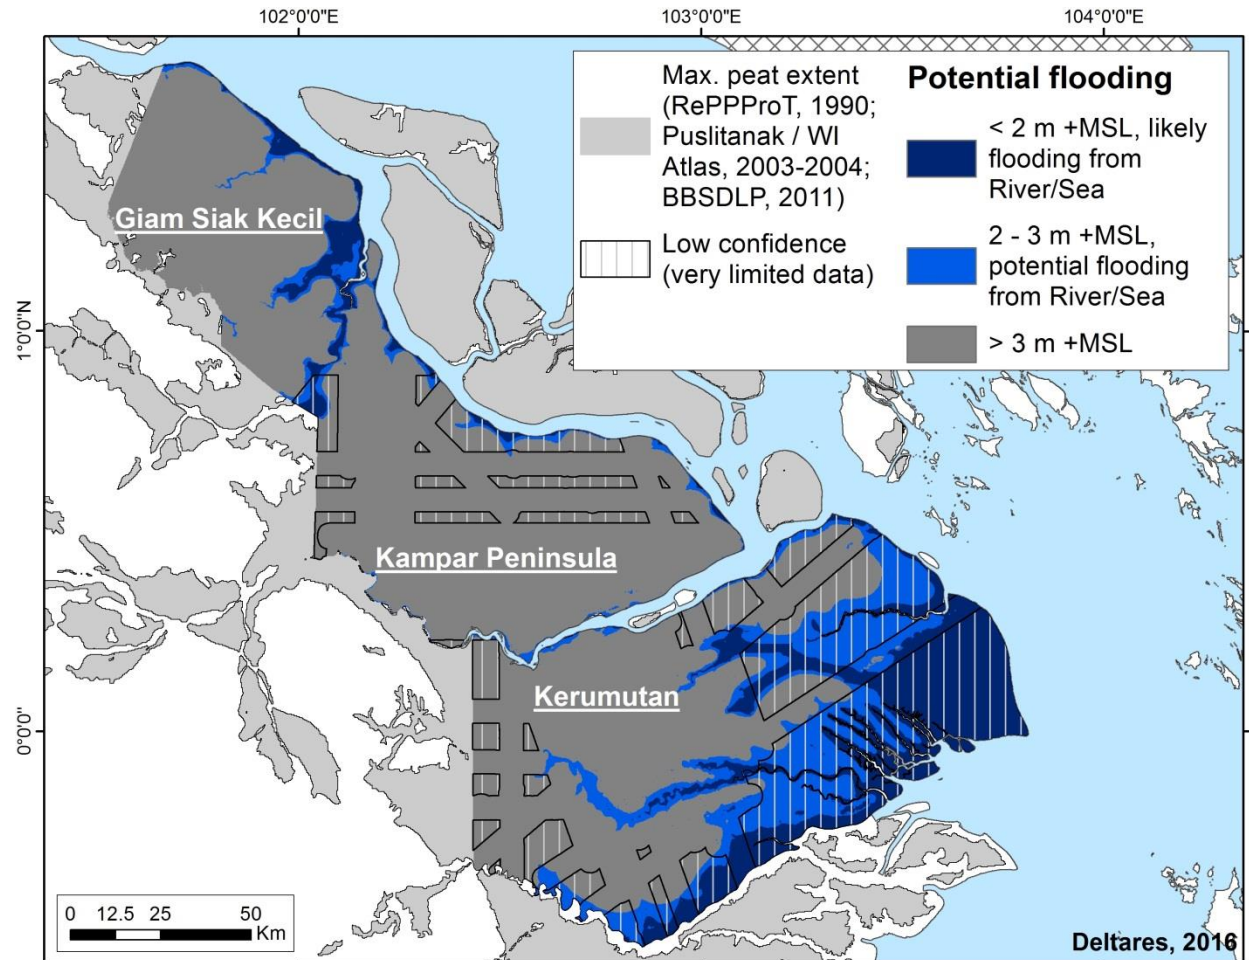 102°0'0"E
103°0'0"E
104°0'0"E
1°0'0"N
0°0'0"
Max. peat extent
(RePPProT, 1990;
Puslitanak / WI
Atlas, 2003-2004;
BBSDLP, 2011)
Low confidence
(very limited data)
Potential flooding
< 2 m +MSL, likely
flooding from
River/Sea
2 - 3 m +MSL,
potential flooding
from River/Sea
> 3 m +MSL
Giam Siak Kecil
Kampar Peninsula
Kerumutan
0 12.5 25 50
Km
Deltares, 2016